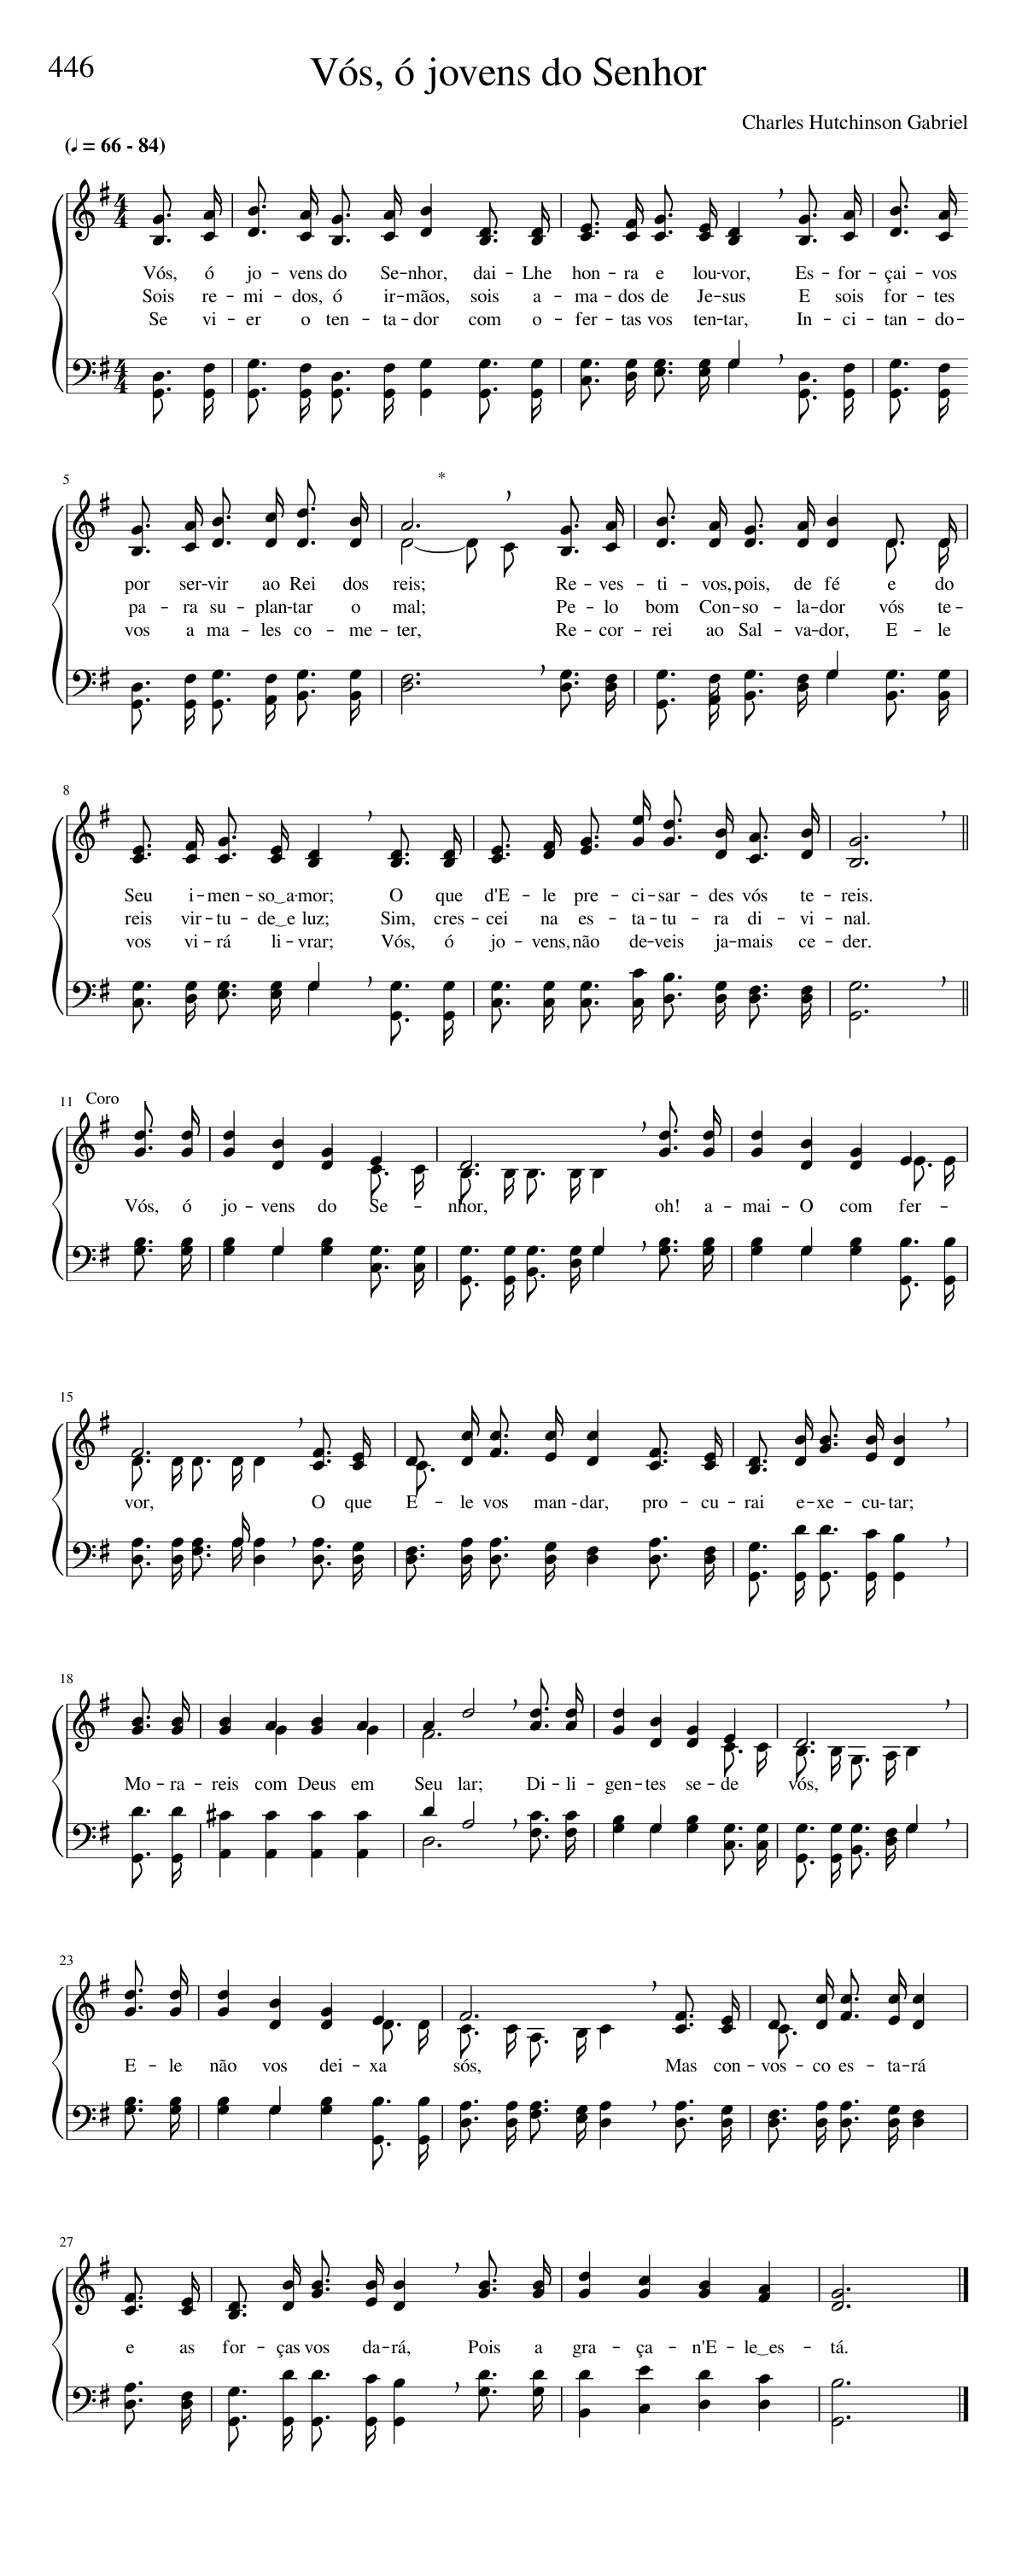 446
Vós, ó jovens do Senhor
Charles Hutchinson Gabriel
(♩ = 66 - 84)
Vós, ó jo - vens do Se - nhor, dai - Lhe hon - ra e lou - vor, Es - for - çai - vos
Sois re - mi - dos, ó ir - mãos, sois a - ma - dos de Je - sus E sois for - tes
Se vi - er o ten - ta - dor com o - fer - tas vos ten - tar, In - ci - tan - do -
5
*
por ser - vir ao Rei dos reis; Re - ves - ti - vos, pois, de fé e do
pa - ra su - plan - tar o mal; Pe - lo bom Con - so - la - dor vós te -
vos a ma - les co - me - ter, Re - cor - rei ao Sal - va - dor, E - le
8
Seu i - men - so‿a - mor; O que d'E - le pre - ci - sar - des vós te - reis.
reis vir - tu - de‿e luz; Sim, cres - cei na es - ta - tu - ra di - vi - nal.
vos vi - rá li - vrar; Vós, ó jo - vens, não de - veis ja - mais ce - der.
11 Coro
Vós, ó jo - vens do Se - nhor, oh! a - mai - O com fer -
15
vor, O que E - le vos man - dar, pro - cu - rai e - xe - cu - tar;
18
Mo - ra - reis com Deus em Seu lar; Di - li - gen - tes se - de vós,
23
E - le não vos dei - xa sós, Mas con - vos - co es - ta - rá
27
e as for - ças vos da - rá, Pois a gra - ça - n'E - le‿es - tá.